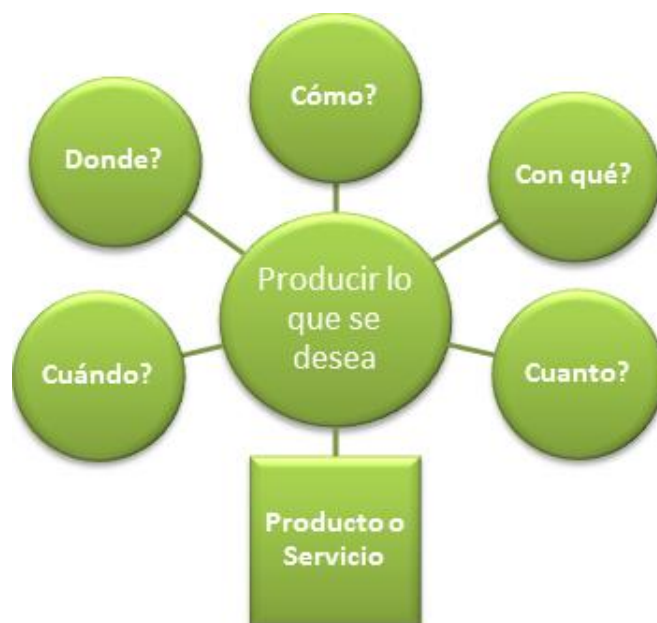 Cómo?
Donde?
Con qué?
Producir lo
que se
desea
Cuándo?
Cuanto?
Producto o
Servicio